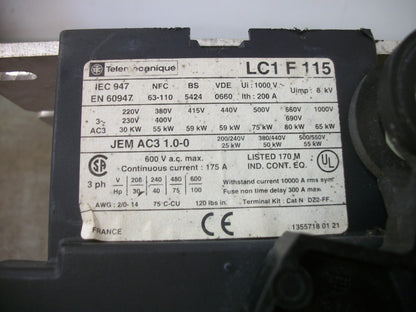 Telemecanique LC1 F 115
IEC 947 NFC BS VDE Ui : 1000 V~ Uimp : 8 kV
EN 60947 63-110 5424 0660 Ith : 200 A
3~ 220V 380V 415V 440V 500V 660V 1000V
230V 400V 690V
AC3 30 KW 55 KW 59 KW 59 KW 75 kW 80 KW 65 kW
JEM AC3 1.0-0 200/240V 380/440V 500/550V
25 kW 50 kW 55 kW
600 V a.c. max. LISTED 170 M
Continuous current : 175 A IND. CONT. EQ.
3 ph V 208 240 480 600
Hp 30 40 75 100
Withstand current 10000 A rms sym
Fuse non time delay 300 A max.
AWG : 2/0- 14 75°C-CU 120 lbs in. Terminal Kit : Cat N° DZ2-FF..
FRANCE CE 1355718 01 21